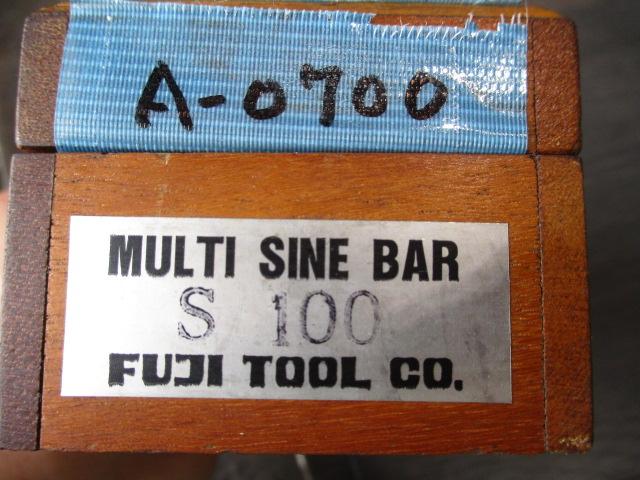 A-0700
MULTI SINE BAR
S 100
FUJI TOOL CO.